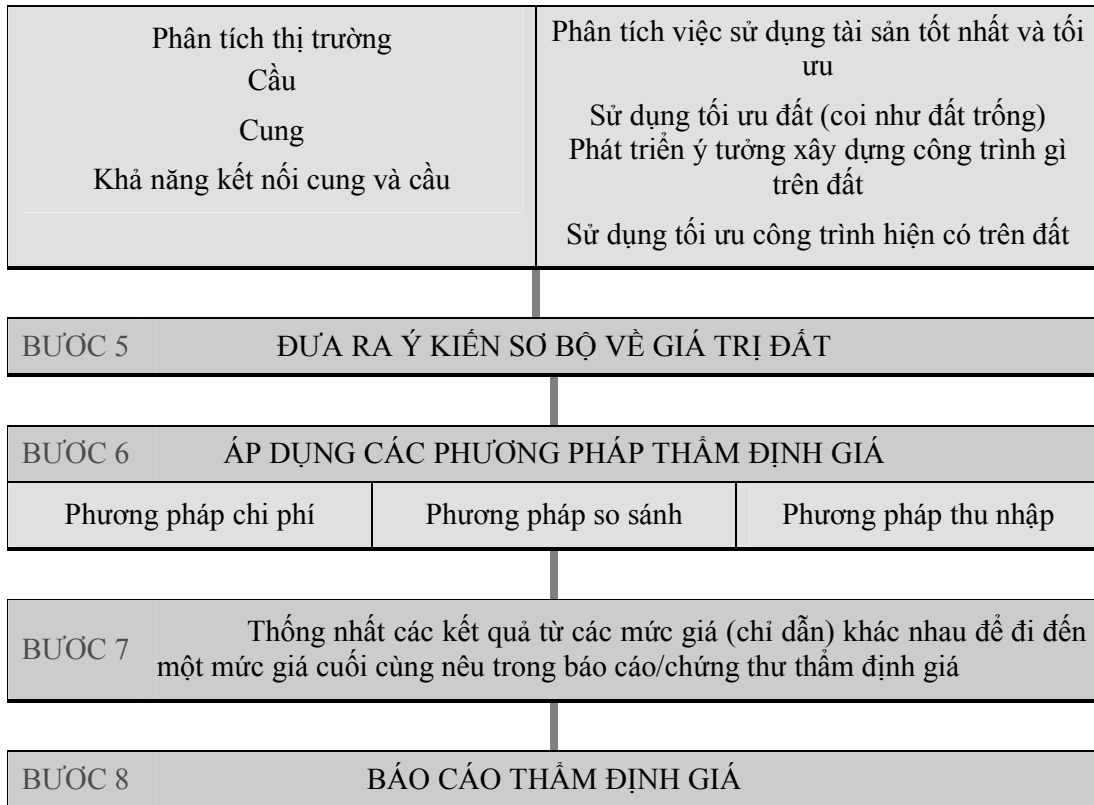 Phân tích thị trường
Cầu
Cung
Khả năng kết nối cung và cầu
Phân tích việc sử dụng tài sản tốt nhất và tối
ưu
Sử dụng tối ưu đất (coi như đất trống)
Phát triển ý tưởng xây dựng công trình gì
trên đất
Sử dụng tối ưu công trình hiện có trên đất
BƯƠC 5 ĐƯA RA Ý KIẾN SƠ BỘ VỀ GIÁ TRỊ ĐẤT
BƯƠC 6 ÁP DỤNG CÁC PHƯƠNG PHÁP THẨM ĐỊNH GIÁ
Phương pháp chi phí
Phương pháp so sánh
Phương pháp thu nhập
BƯƠC 7
Thống nhất các kết quả từ các mức giá (chỉ dẫn) khác nhau để đi đến
một mức giá cuối cùng nêu trong báo cáo/chứng thư thẩm định giá
BƯƠC 8 BÁO CÁO THẨM ĐỊNH GIÁ